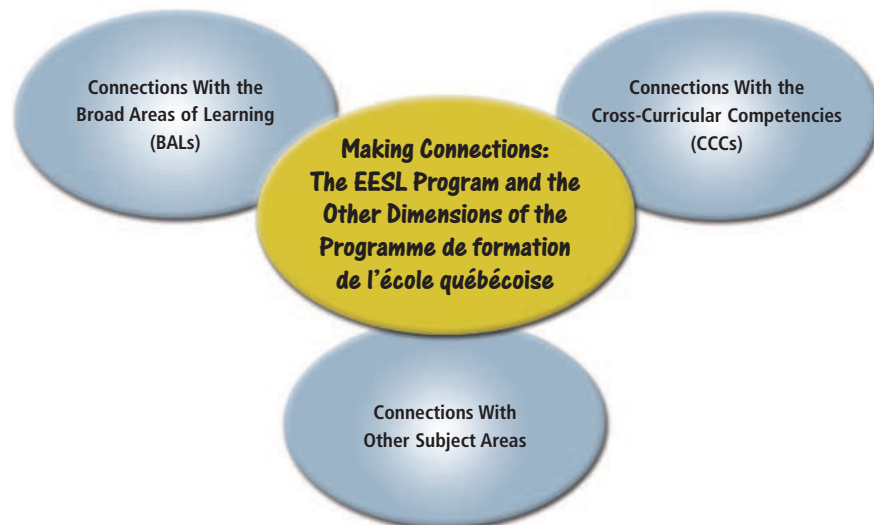 Connections With the
Broad Areas of Learning
(BALs)
Connections With the
Cross-Curricular Competencies
(CCCs)
Making Connections:
The EESL Program and the
Other Dimensions of the
Programme de formation
de l'école québécoise
Connections With
Other Subject Areas